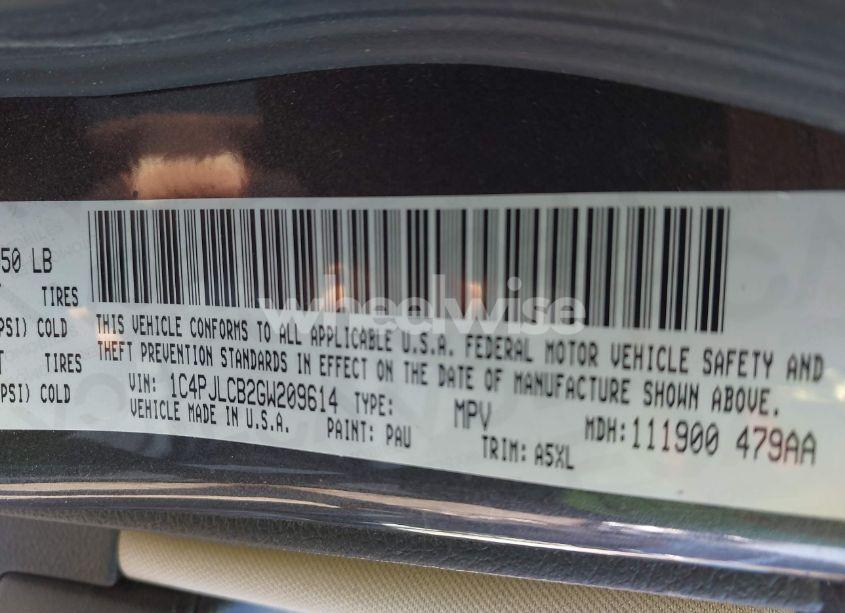 50 LB
TIRES
PSI) COLD
TIRES
PSI) COLD
THIS VEHICLE CONFORMS TO ALL APPLICABLE U.S.A. FEDERAL MOTOR VEHICLE SAFETY AND
THEFT PREVENTION STANDARDS IN EFFECT ON THE DATE OF MANUFACTURE SHOWN ABOVE.
VIN: 1C4PJLCB2GW209614 TYPE: MPV MDH:111900 479AA
VEHICLE MADE IN U.S.A. PAINT: PAU TRIM: A5XL
wheelwise